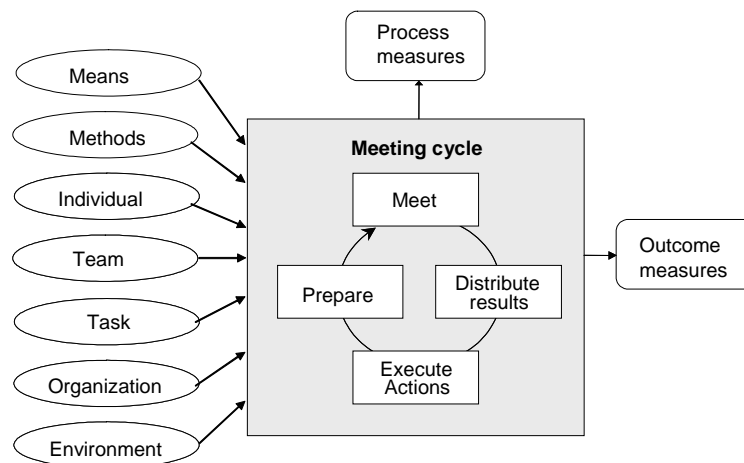 Process
measures
Means
Methods
Individual
Team
Task
Organization
Environment
Meeting cycle
Meet
Prepare
Distribute
results
Execute
Actions
Outcome
measures